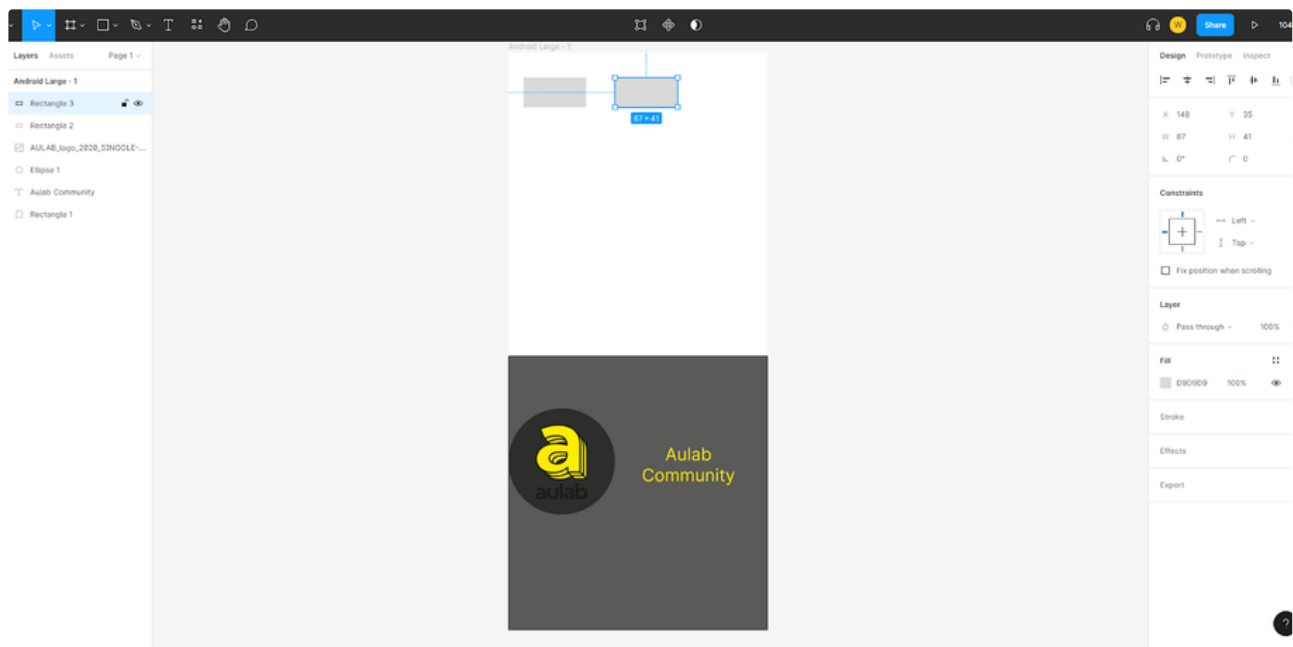 W
Share
104
Layers Assets Page 1
Android Large - 1
Rectangle 3
Rectangle 2
AULAB_logo_2020_SINGOLE-...
Ellipse 1
Aulab Community
Rectangle 1
Android Large - 1
87 × 41
a
aulab
Aulab
Community
Design Prototype Inspect
X 148 Y 35
W 87 H 41
0° 0
Constraints
Left
Top
Fix position when scrolling
Layer
Pass through 100%
Fill
D9D9D9 100%
Stroke
Effects
Export
?